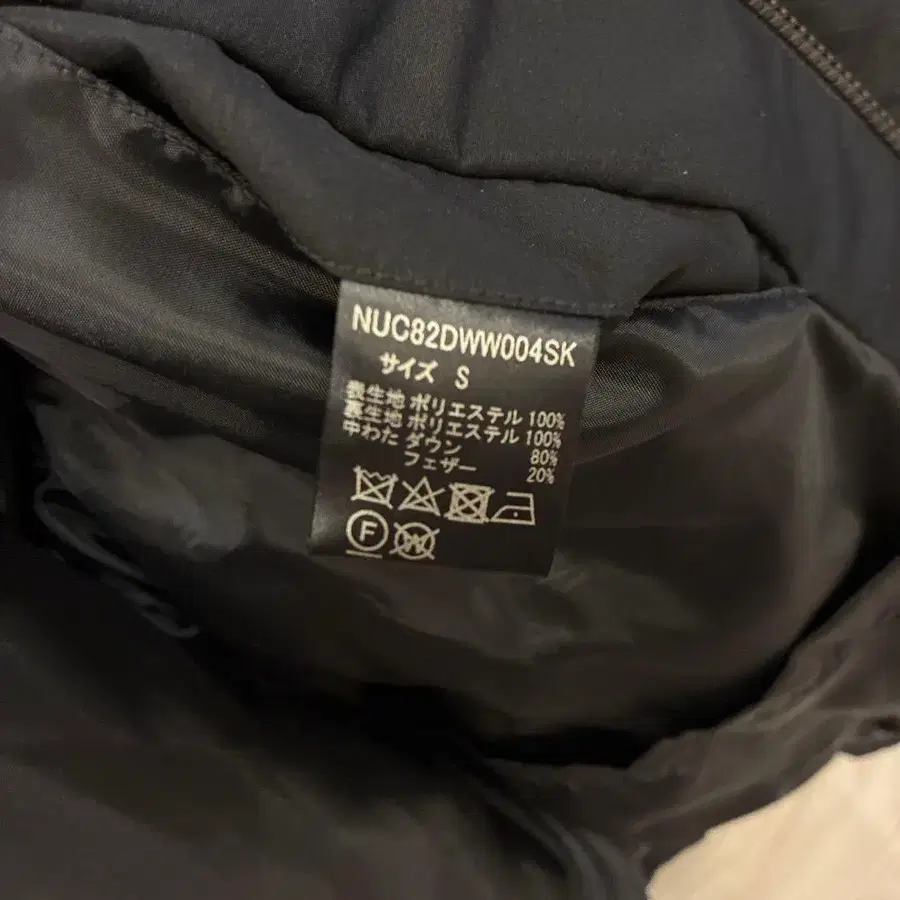 NUC82DWW004SK
サイズ S
表生地 ポリエステル 100%
裏生地 ポリエステル 100%
中わた ダウン 80%
フェザー 20%
F
W